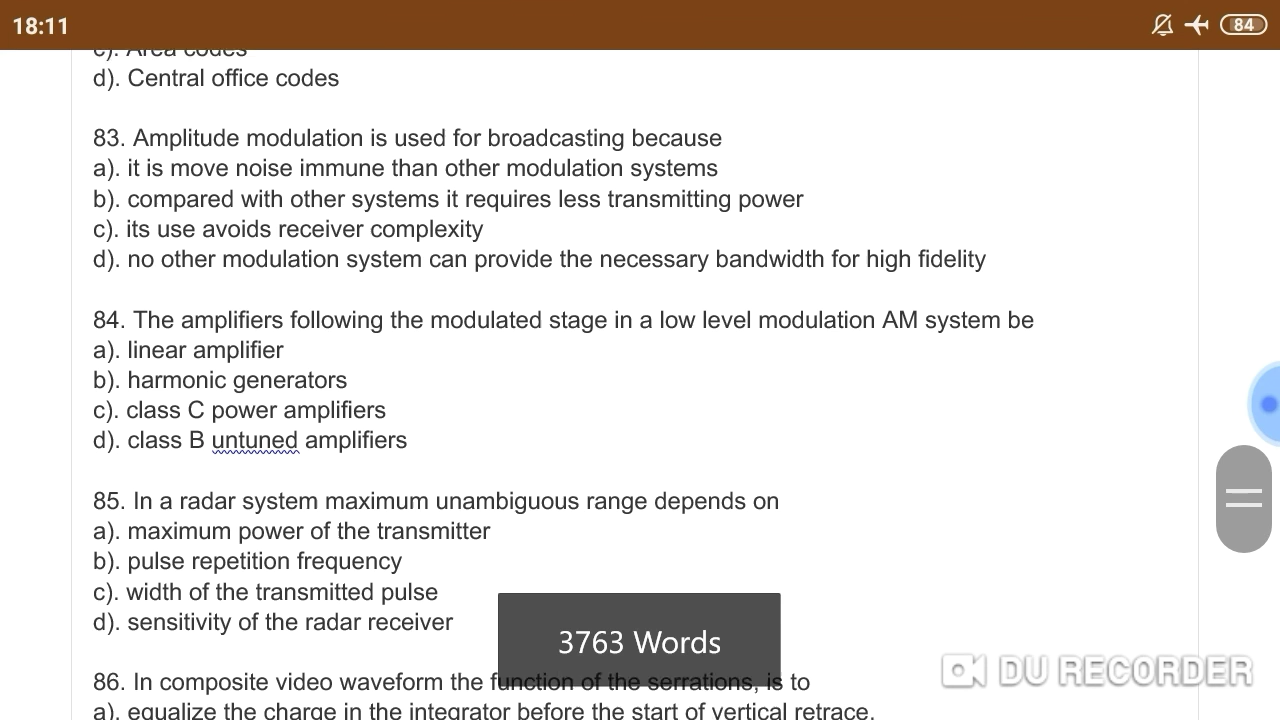 18:11
84
c). Area codes
d). Central office codes
83. Amplitude modulation is used for broadcasting because
a). it is move noise immune than other modulation systems
b). compared with other systems it requires less transmitting power
c). its use avoids receiver complexity
d). no other modulation system can provide the necessary bandwidth for high fidelity
84. The amplifiers following the modulated stage in a low level modulation AM system be
a). linear amplifier
b). harmonic generators
c). class C power amplifiers
d). class B untuned amplifiers
85. In a radar system maximum unambiguous range depends on
a). maximum power of the transmitter
b). pulse repetition frequency
c). width of the transmitted pulse
d). sensitivity of the radar receiver
3763 Words
DU RECORDER
86. In composite video waveform the function of the serrations, is to
a). equalize the charge in the integrator before the start of vertical retrace.